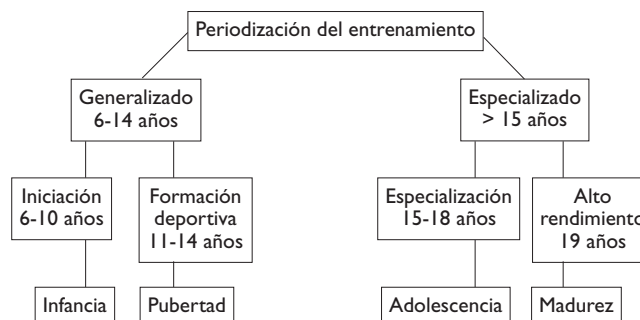 Periodización del entrenamiento
Generalizado
6-14 años
Especializado
> 15 años
Iniciación
6-10 años
Formación
deportiva
11-14 años
Especialización
15-18 años
Alto
rendimiento
19 años
Infancia
Pubertad
Adolescencia
Madurez